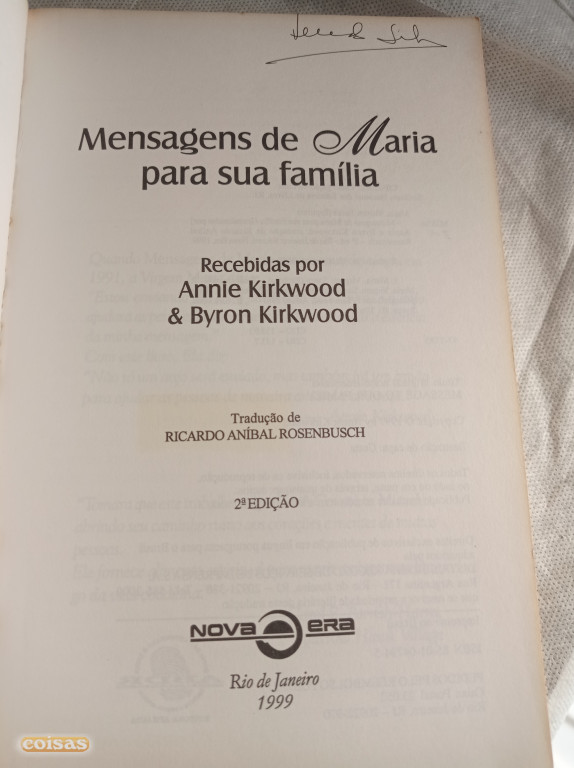 Mensagens de Maria
para sua família
Recebidas por
Annie Kirkwood
& Byron Kirkwood
Tradução de
RICARDO ANÍBAL ROSENBUSCH
2ª EDIÇÃO
NOVA ERA
Rio de Janeiro
1999
coisas